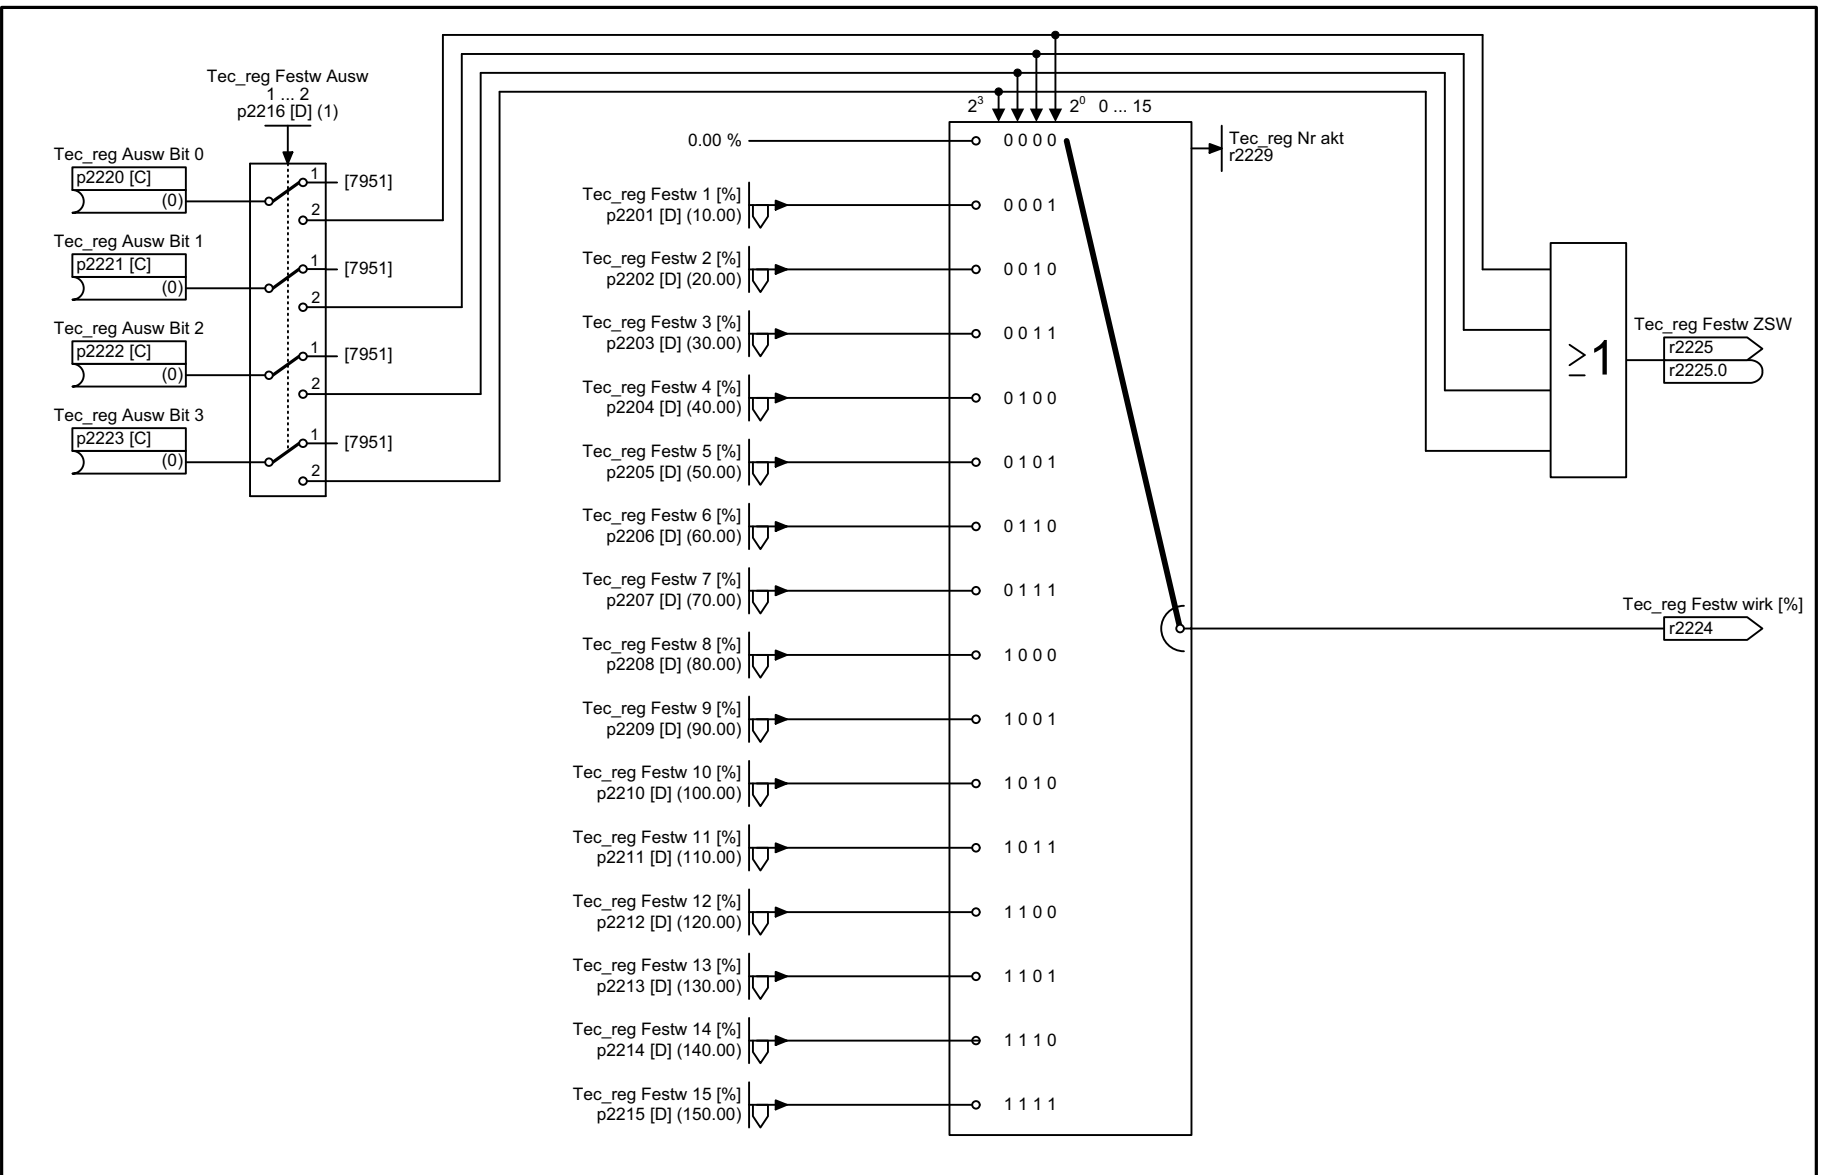 Tec_reg Festw Ausw
1 ... 2
p2216 [D] (1)
Tec_reg Ausw Bit 0
p2220 [C]
(0)
1
[7951]
2
Tec_reg Ausw Bit 1
p2221 [C]
(0)
1
[7951]
2
Tec_reg Ausw Bit 2
p2222 [C]
(0)
1
[7951]
2
Tec_reg Ausw Bit 3
p2223 [C]
(0)
1
[7951]
2
2³ 2⁰ 0 ... 15
0.00 % 0 0 0 0
Tec_reg Nr akt
r2229
Tec_reg Festw 1 [%]
p2201 [D] (10.00) 0 0 0 1
Tec_reg Festw 2 [%]
p2202 [D] (20.00) 0 0 1 0
Tec_reg Festw 3 [%]
p2203 [D] (30.00) 0 0 1 1
Tec_reg Festw 4 [%]
p2204 [D] (40.00) 0 1 0 0
Tec_reg Festw 5 [%]
p2205 [D] (50.00) 0 1 0 1
Tec_reg Festw 6 [%]
p2206 [D] (60.00) 0 1 1 0
Tec_reg Festw 7 [%]
p2207 [D] (70.00) 0 1 1 1
Tec_reg Festw 8 [%]
p2208 [D] (80.00) 1 0 0 0
Tec_reg Festw 9 [%]
p2209 [D] (90.00) 1 0 0 1
Tec_reg Festw 10 [%]
p2210 [D] (100.00) 1 0 1 0
Tec_reg Festw 11 [%]
p2211 [D] (110.00) 1 0 1 1
Tec_reg Festw 12 [%]
p2212 [D] (120.00) 1 1 0 0
Tec_reg Festw 13 [%]
p2213 [D] (130.00) 1 1 0 1
Tec_reg Festw 14 [%]
p2214 [D] (140.00) 1 1 1 0
Tec_reg Festw 15 [%]
p2215 [D] (150.00) 1 1 1 1
≥1
Tec_reg Festw ZSW
r2225
r2225.0
Tec_reg Festw wirk [%]
r2224